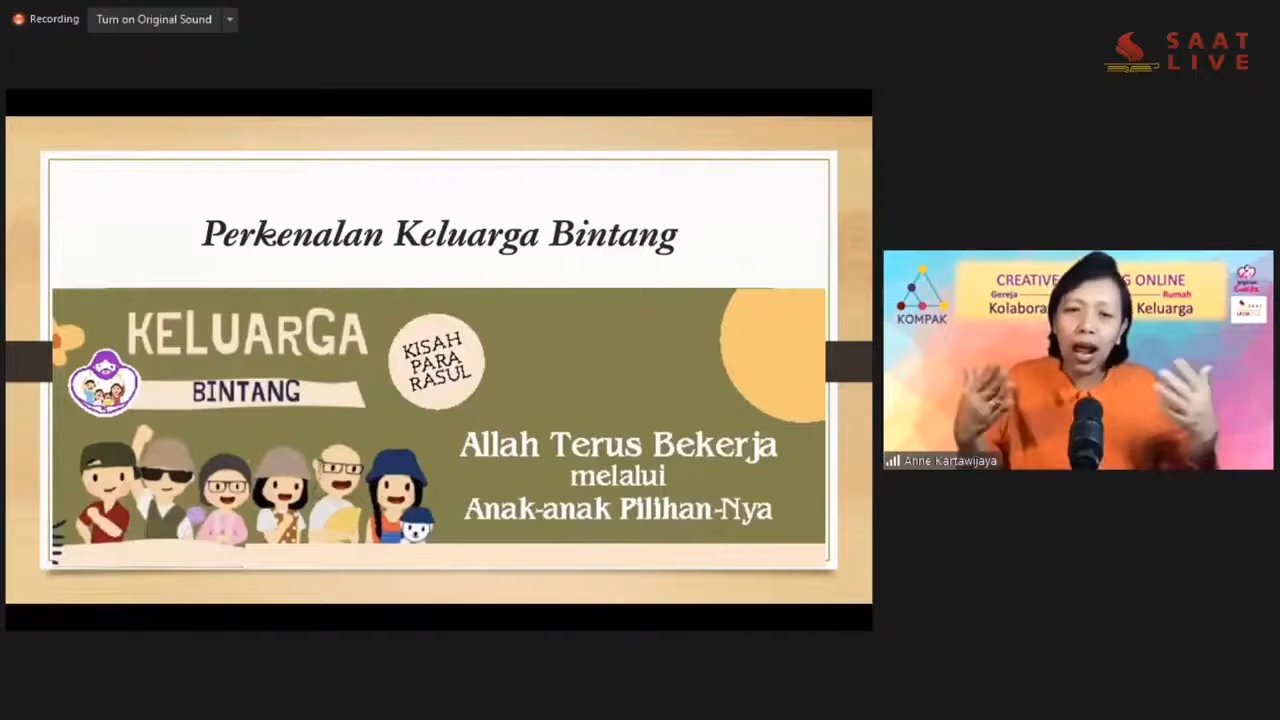 Recording
Turn on Original Sound
SAAT
LIVE
Perkenalan Keluarga Bintang
KELUARGA
BINTANG
KISAH
PARA
RASUL
Allah Terus Bekerja
melalui
Anak-anak Pilihan-Nya
KOMPAK
CREATIVE G ONLINE
Gereja Rumah
Kolabora Keluarga
Anne Kartawijaya